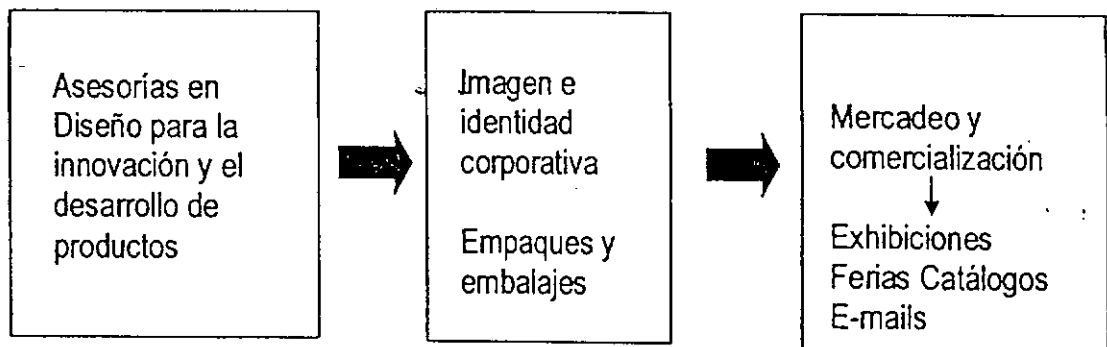 Asesorías en
Diseño para la
innovación y el
desarrollo de
productos
Imagen e
identidad
corporativa
Empaques y
embalajes
Mercadeo y
comercialización
Exhibiciones
Ferias Catálogos
E-mails